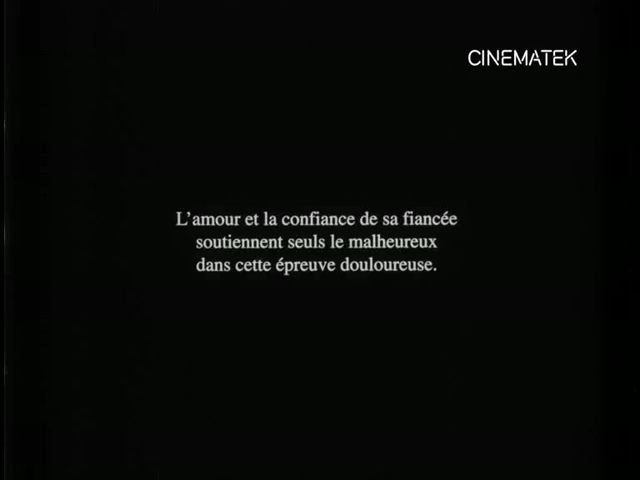 CINEMATEK
L'amour et la confiance de sa fiancée
soutiennent seuls le malheureux
dans cette épreuve douloureuse.